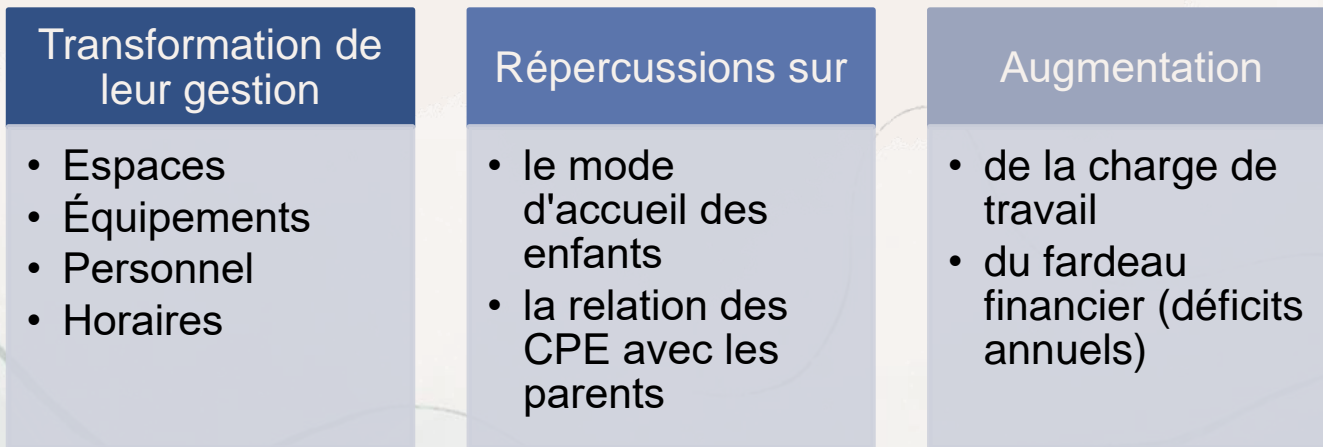 Transformation de
leur gestion
• Espaces
• Équipements
• Personnel
• Horaires
Répercussions sur
• le mode
d'accueil des
enfants
• la relation des
CPE avec les
parents
Augmentation
• de la charge de
travail
• du fardeau
financier (déficits
annuels)